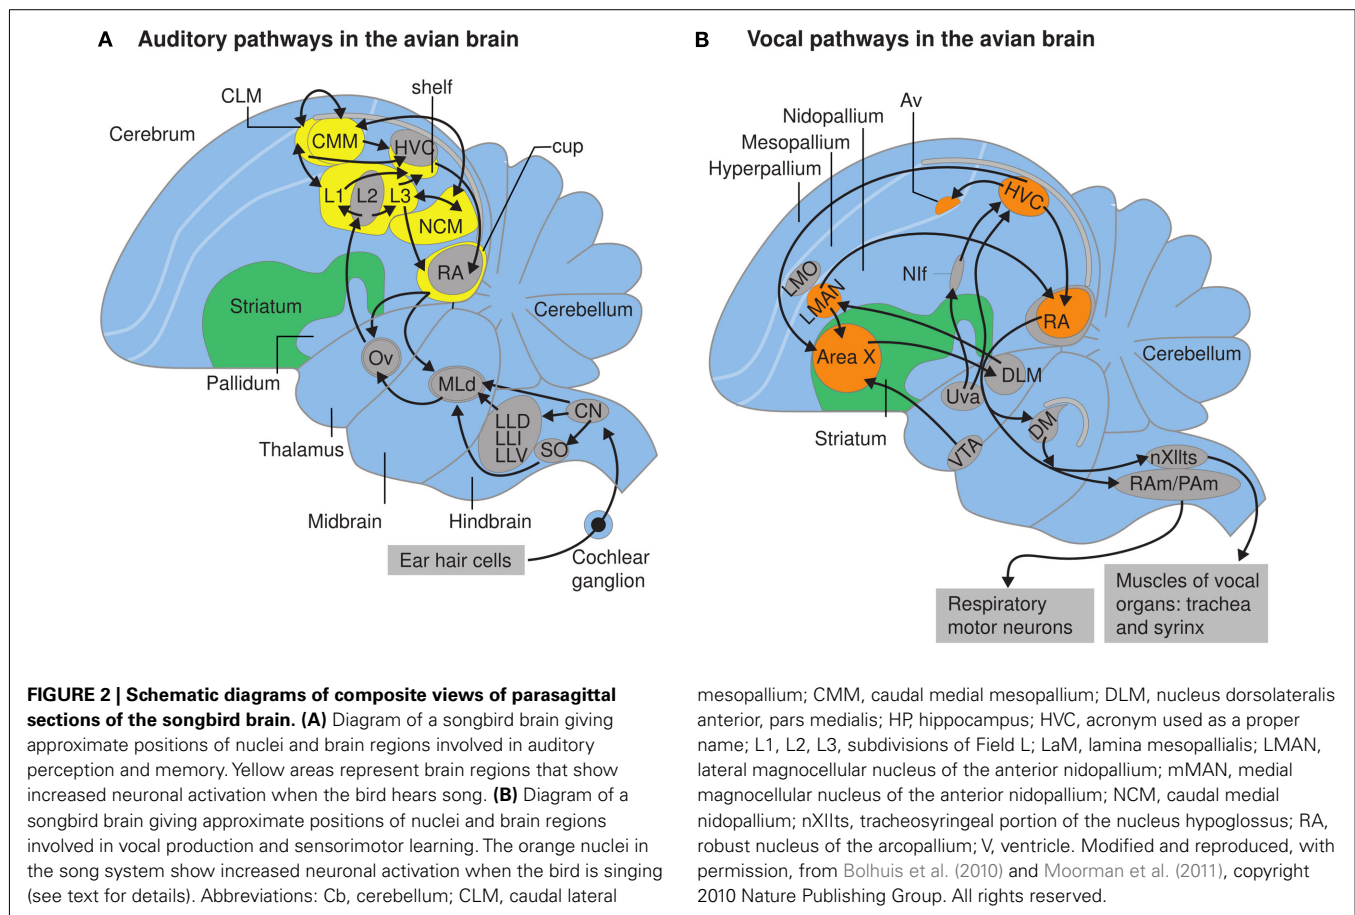 A Auditory pathways in the avian brain
CLM
shelf
Cerebrum
CMM
HVC
cup
L1
L2
L3
NCM
RA
Striatum
Cerebellum
Ov
Pallidum
MLd
CN
LLD
LLI
LLV
SO
Thalamus
Midbrain
Hindbrain
Ear hair cells
Cochlear
ganglion
B Vocal pathways in the avian brain
Av
Nidopallium
Mesopallium
Hyperpallium
HVC
NIf
LMO
LMAN
RA
Area X
Cerebellum
DLM
Uva
Striatum
DM
VTA
nXIIts
RAm/PAm
Respiratory
motor neurons
Muscles of vocal
organs: trachea
and syrinx
FIGURE 2 | Schematic diagrams of composite views of parasagittal
sections of the songbird brain. (A) Diagram of a songbird brain giving
approximate positions of nuclei and brain regions involved in auditory
perception and memory. Yellow areas represent brain regions that show
increased neuronal activation when the bird hears song. (B) Diagram of a
songbird brain giving approximate positions of nuclei and brain regions
involved in vocal production and sensorimotor learning. The orange nuclei in
the song system show increased neuronal activation when the bird is singing
(see text for details). Abbreviations: Cb, cerebellum; CLM, caudal lateral
mesopallium; CMM, caudal medial mesopallium; DLM, nucleus dorsolateralis
anterior, pars medialis; HP, hippocampus; HVC, acronym used as a proper
name; L1, L2, L3, subdivisions of Field L; LaM, lamina mesopallialis; LMAN,
lateral magnocellular nucleus of the anterior nidopallium; mMAN, medial
magnocellular nucleus of the anterior nidopallium; NCM, caudal medial
nidopallium; nXIIts, tracheosyringeal portion of the nucleus hypoglossus; RA,
robust nucleus of the arcopallium; V, ventricle. Modified and reproduced, with
permission, from Bolhuis et al. (2010) and Moorman et al. (2011), copyright
2010 Nature Publishing Group. All rights reserved.